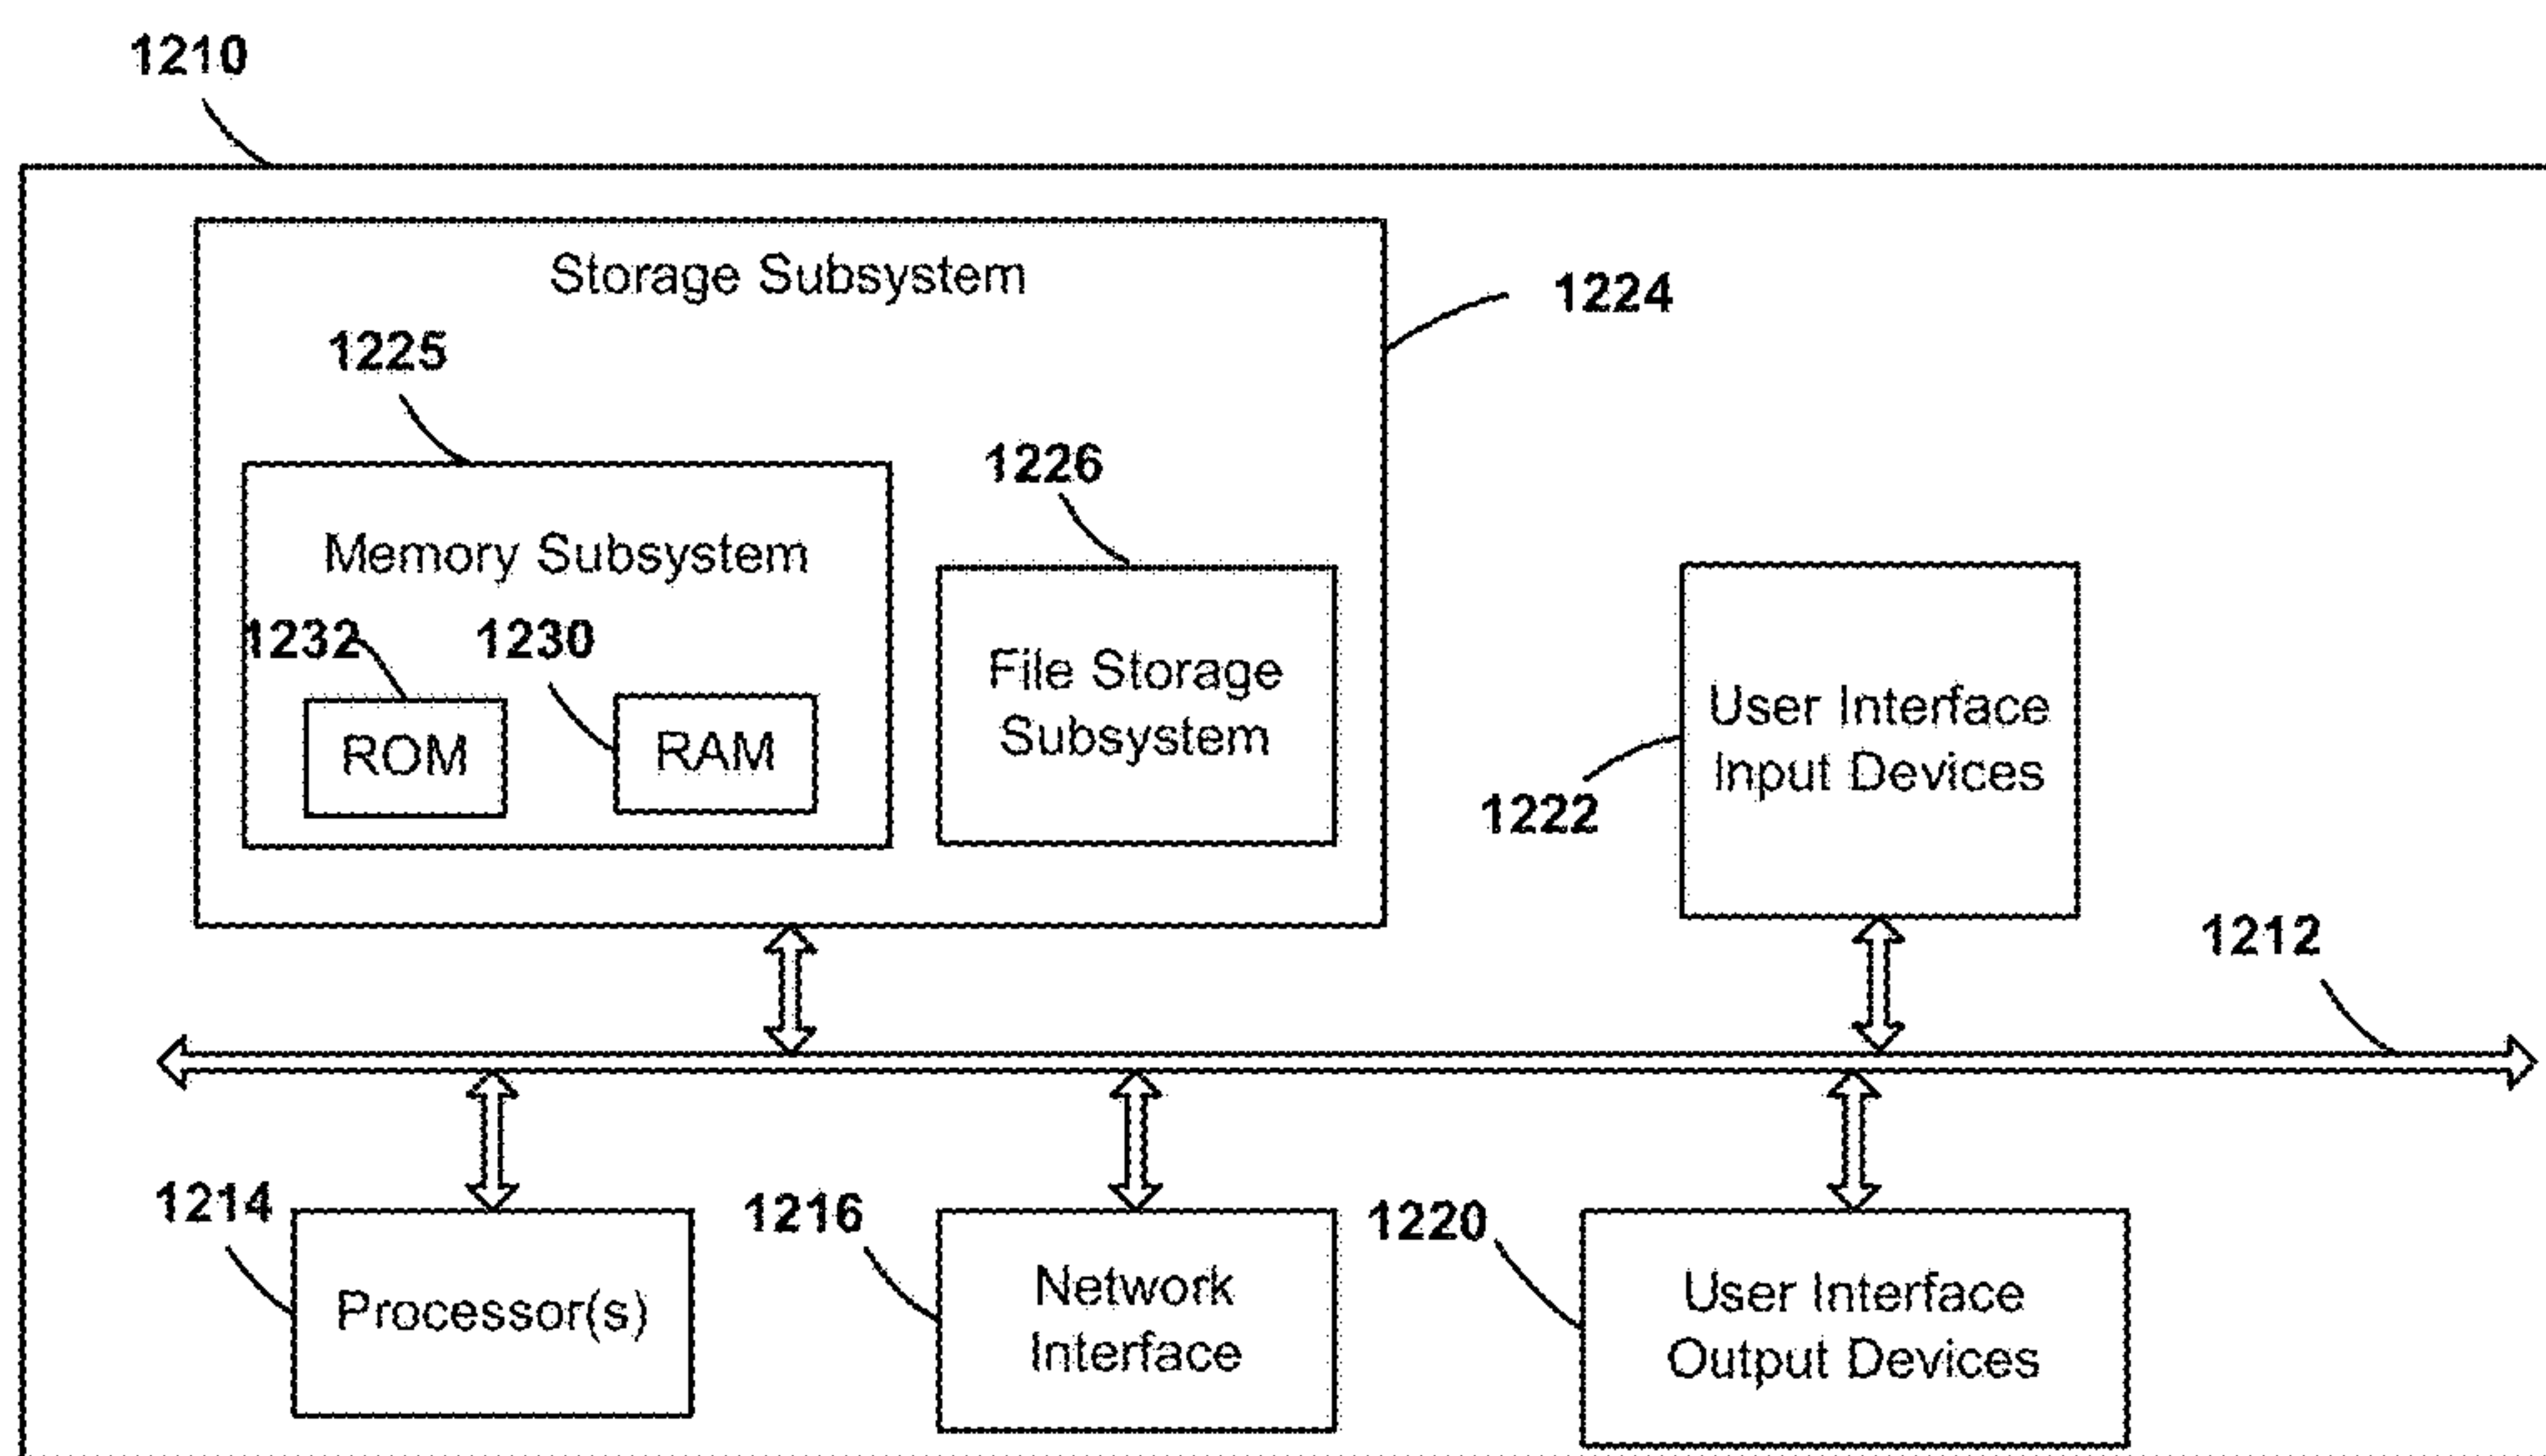 1210
Storage Subsystem
1224
1225
1226
Memory Subsystem
1232
1230
File Storage
Subsystem
ROM
RAM
User Interface
Input Devices
1222
1212
1214
1216
1220
Processor(s)
Network
Interface
User Interface
Output Devices